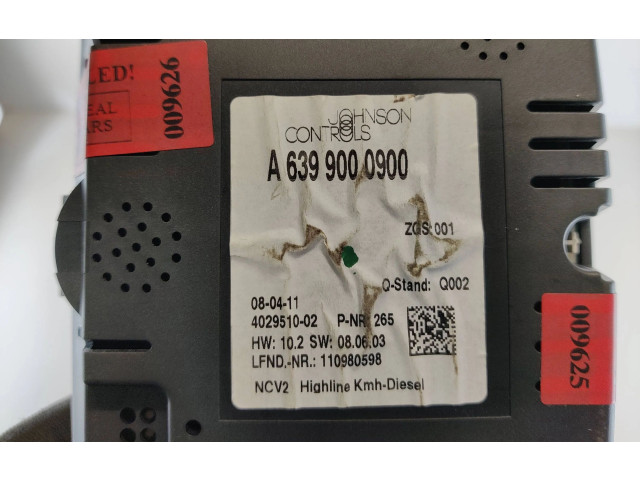 LED!
EAL
RS
009626
JOHNSON
CONTROLS
A 639 900 0900
ZGS: 001
Q-Stand: Q002
08-04-11
4029510-02 P-NR: 265
HW: 10.2 SW: 08.06.03
LFND.-NR.: 110980598
NCV2 Highline Kmh-Diesel
009625